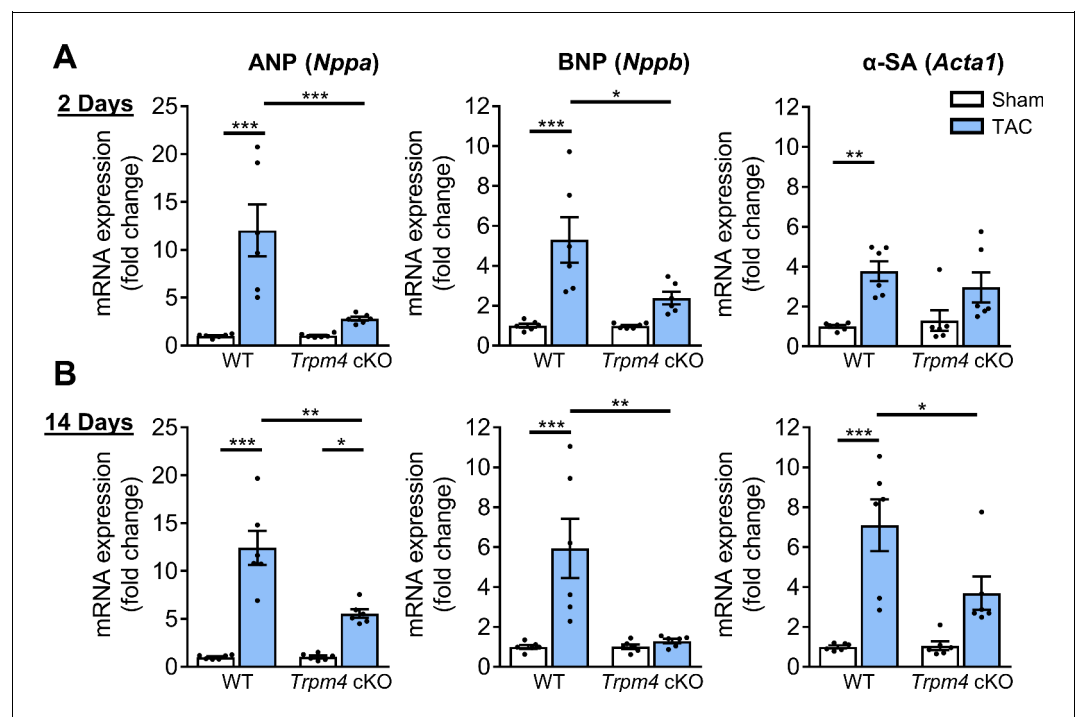 A
ANP (Nppa)
BNP (Nppb)
α-SA (Acta1)
2 Days
Sham
TAC
mRNA expression
(fold change)
25
20
15
10
5
0
***
***
WT
Trpm4 cKO
mRNA expression
(fold change)
12
10
8
6
4
2
0
***
*
WT
Trpm4 cKO
mRNA expression
(fold change)
12
10
8
6
4
2
0
**
WT
Trpm4 cKO
B
14 Days
mRNA expression
(fold change)
25
20
15
10
5
0
***
**
*
WT
Trpm4 cKO
mRNA expression
(fold change)
12
10
8
6
4
2
0
***
**
WT
Trpm4 cKO
mRNA expression
(fold change)
12
10
8
6
4
2
0
***
*
WT
Trpm4 cKO